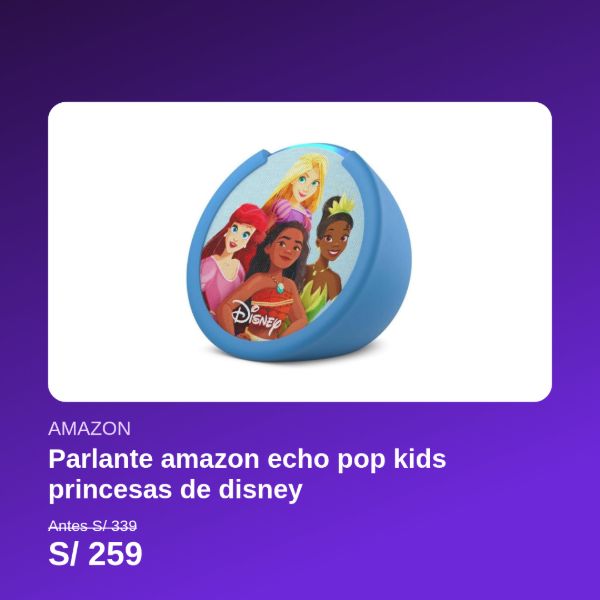 Disney
AMAZON
Parlante amazon echo pop kids
princesas de disney
Antes S/ 339
S/ 259